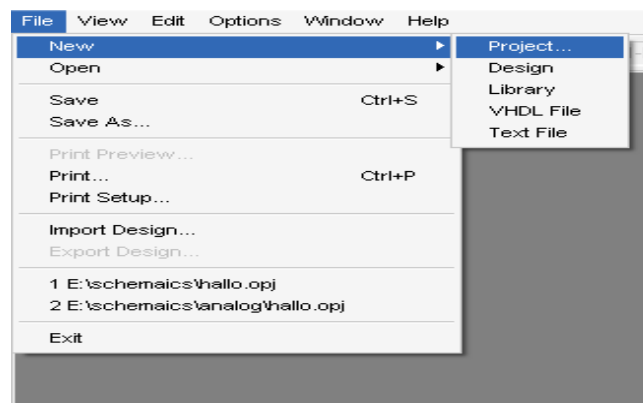 File View Edit Options Window Help
New
Open
Save Ctrl+S
Save As...
Print Preview...
Print... Ctrl+P
Print Setup...
Import Design...
Export Design...
1 E:\schemaics\hallo.opj
2 E:\schemaics\analog\hallo.opj
Exit
Project...
Design
Library
VHDL File
Text File